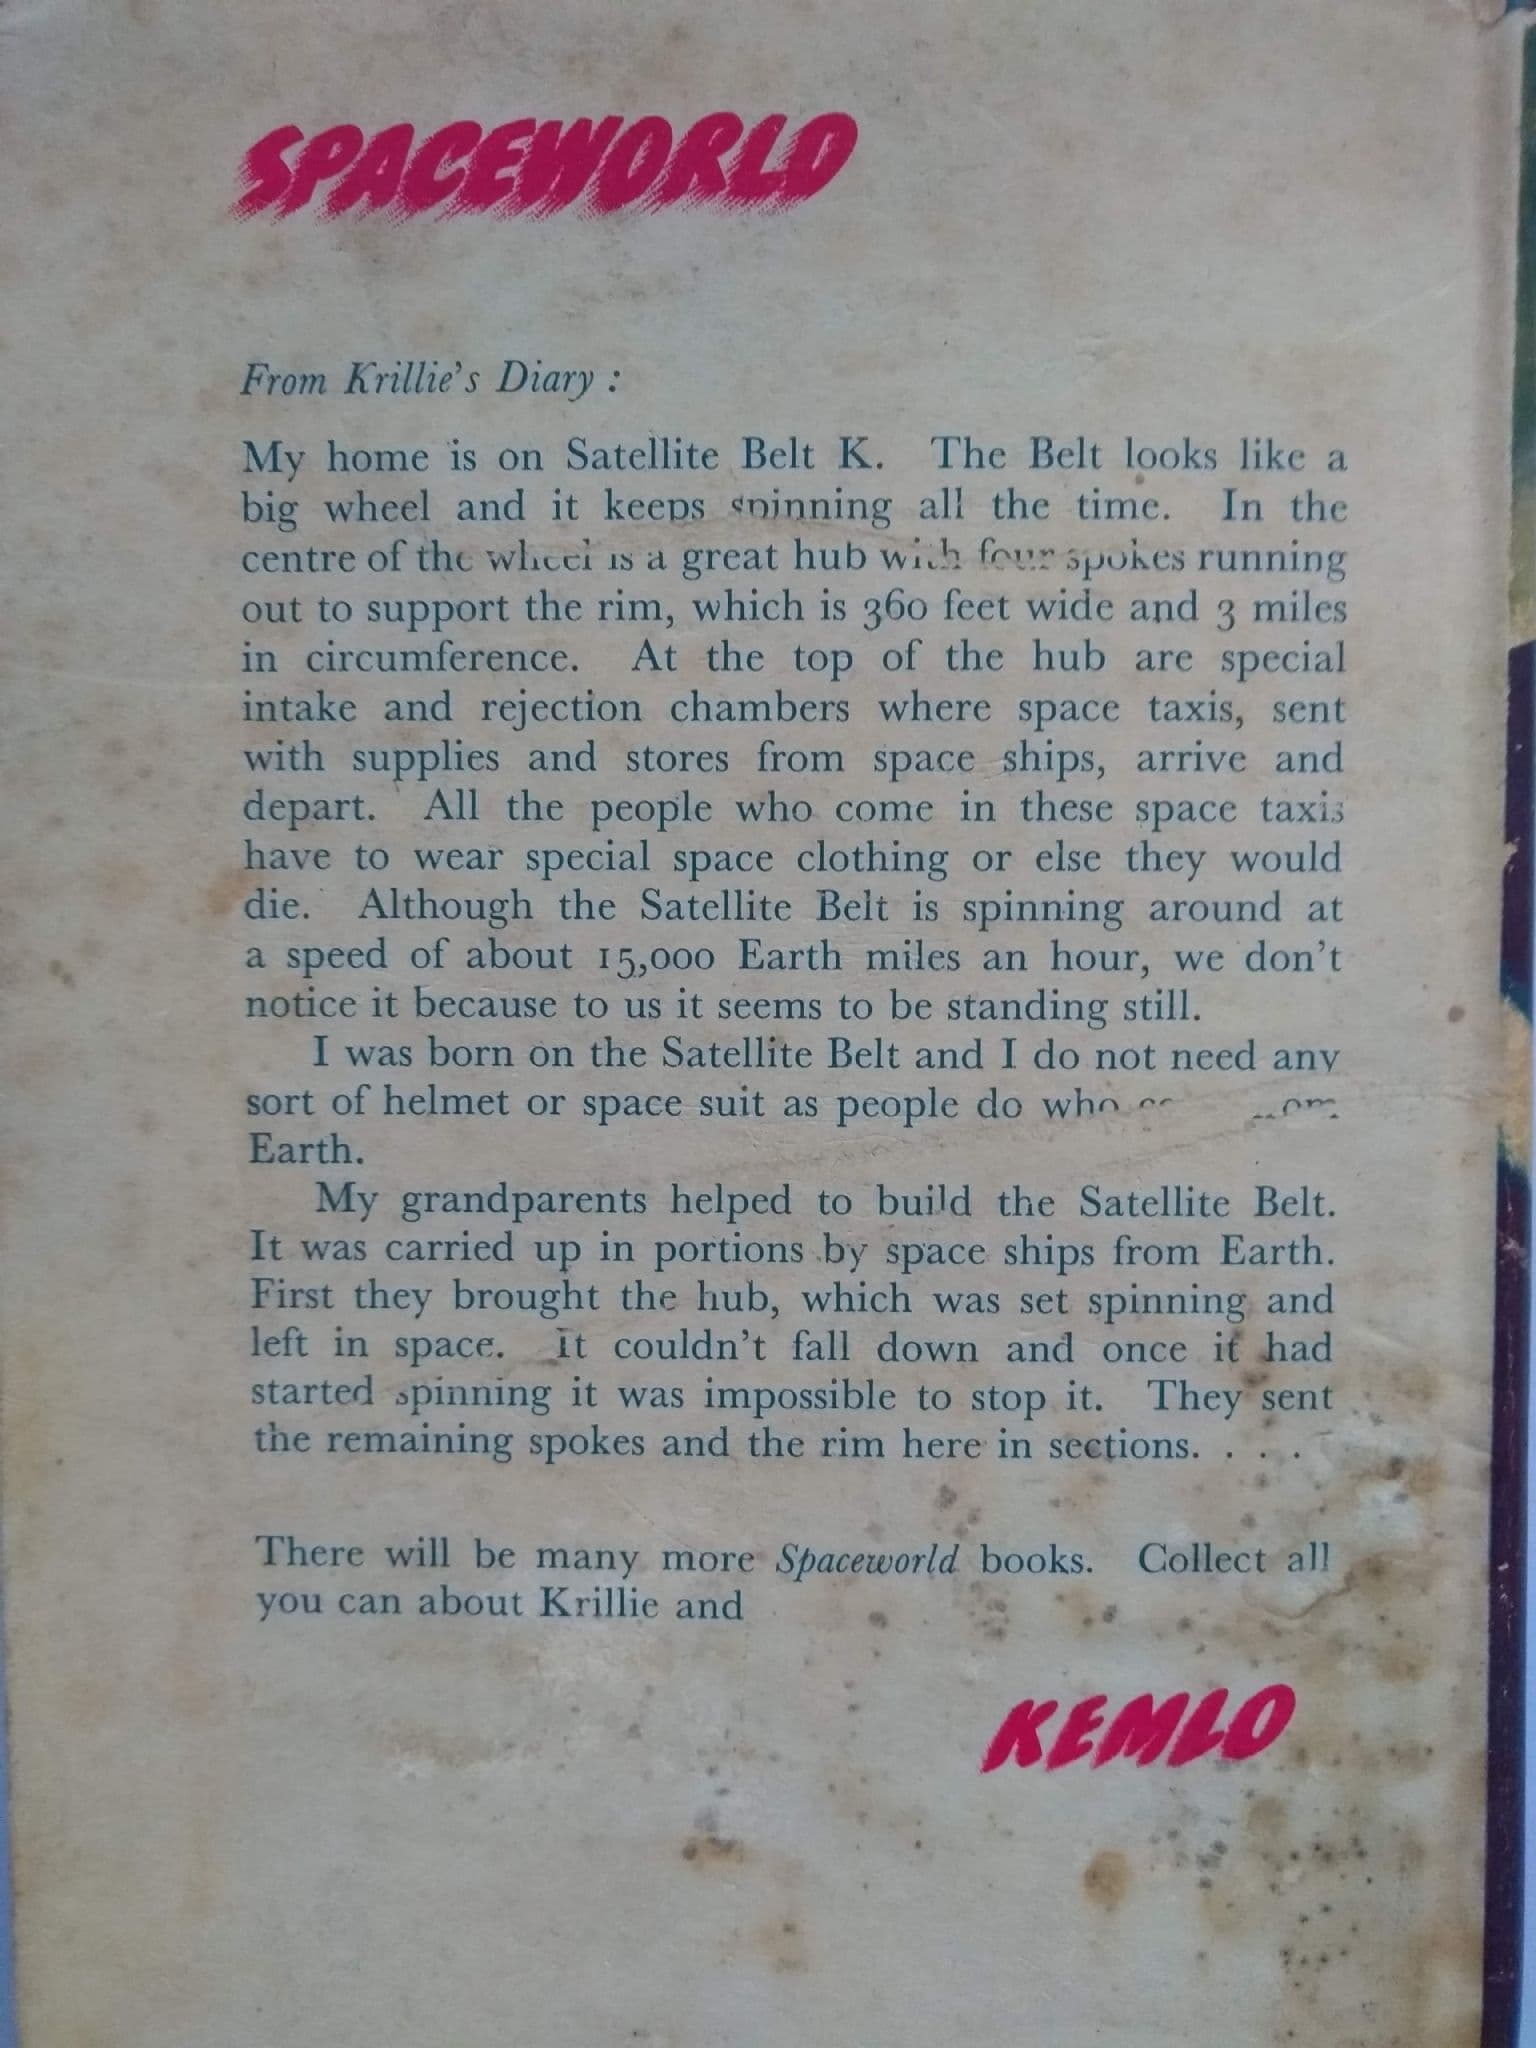 SPACEWORLD
From Krillie's Diary :
My home is on Satellite Belt K. The Belt looks like a
big wheel and it keeps spinning all the time. In the
centre of the wheel is a great hub with four spokes running
out to support the rim, which is 360 feet wide and 3 miles
in circumference. At the top of the hub are special
intake and rejection chambers where space taxis, sent
with supplies and stores from space ships, arrive and
depart. All the people who come in these space taxis
have to wear special space clothing or else they would
die. Although the Satellite Belt is spinning around at
a speed of about 15,000 Earth miles an hour, we don't
notice it because to us it seems to be standing still.
I was born on the Satellite Belt and I do not need any
sort of helmet or space suit as people do who
Earth.
My grandparents helped to build the Satellite Belt.
It was carried up in portions by space ships from Earth.
First they brought the hub, which was set spinning and
left in space. It couldn't fall down and once it had
started spinning it was impossible to stop it. They sent
the remaining spokes and the rim here in sections. . . .
There will be many more Spaceworld books. Collect all
you can about Krillie and
KEMLO